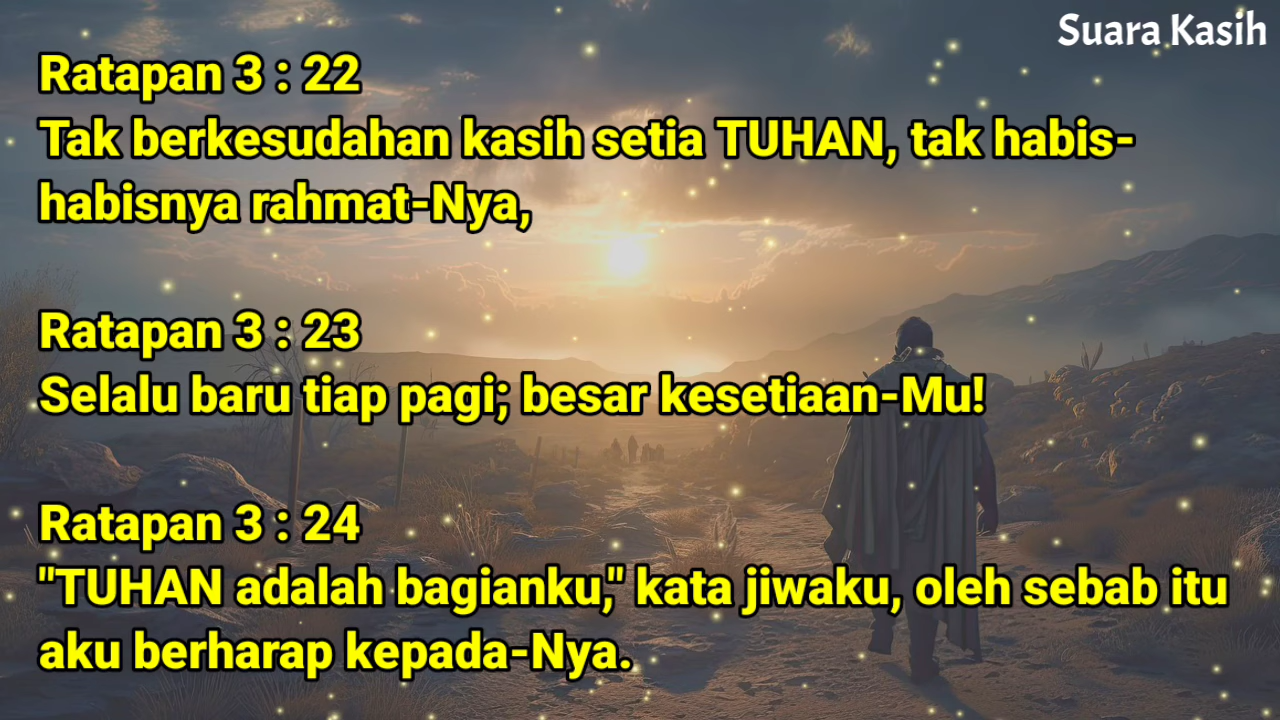 Suara Kasih
Ratapan 3 : 22
Tak berkesudahan kasih setia TUHAN, tak habis-
habisnya rahmat-Nya,
Ratapan 3 : 23
Selalu baru tiap pagi; besar kesetiaan-Mu!
Ratapan 3 : 24
"TUHAN adalah bagianku," kata jiwaku, oleh sebab itu
aku berharap kepada-Nya.